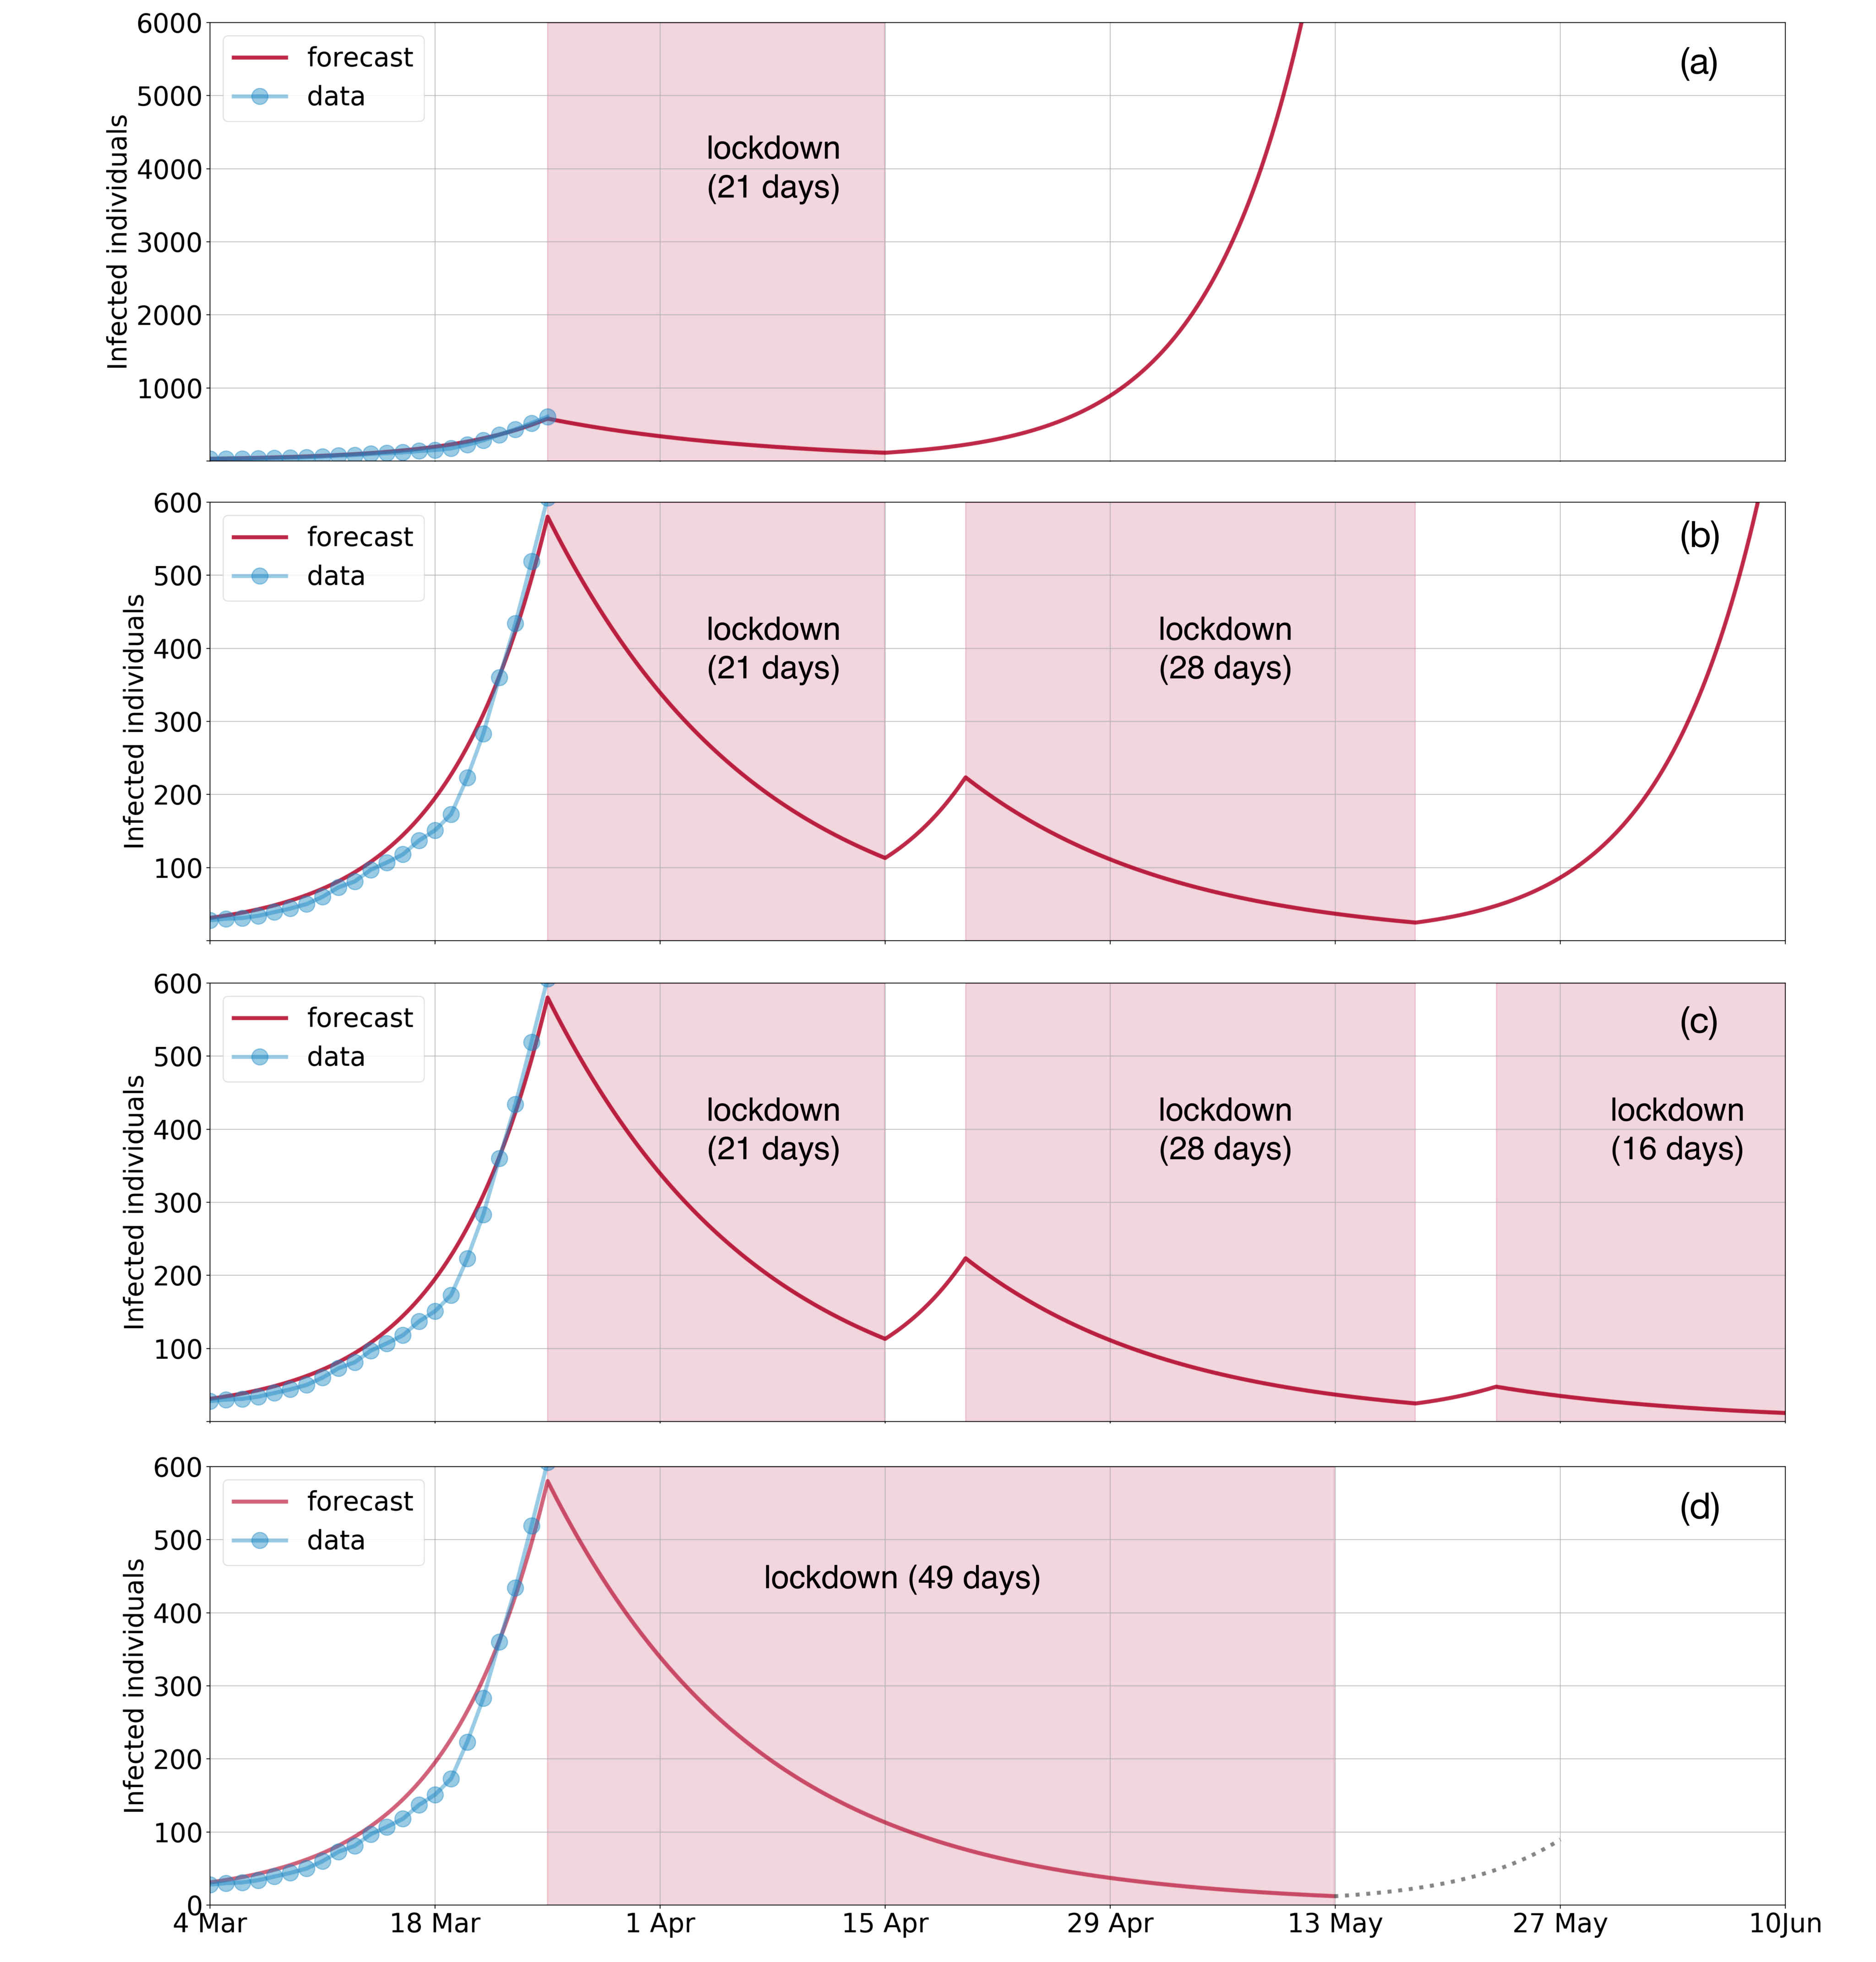 6000
5000
4000
3000
2000
1000
Infected individuals
forecast
data
lockdown
(21 days)
(a)
600
500
400
300
200
100
Infected individuals
forecast
data
lockdown
(21 days)
lockdown
(28 days)
(b)
600
500
400
300
200
100
Infected individuals
forecast
data
lockdown
(21 days)
lockdown
(28 days)
lockdown
(16 days)
(c)
600
500
400
300
200
100
0
Infected individuals
forecast
data
lockdown (49 days)
(d)
4 Mar 18 Mar 1 Apr 15 Apr 29 Apr 13 May 27 May 10Jun